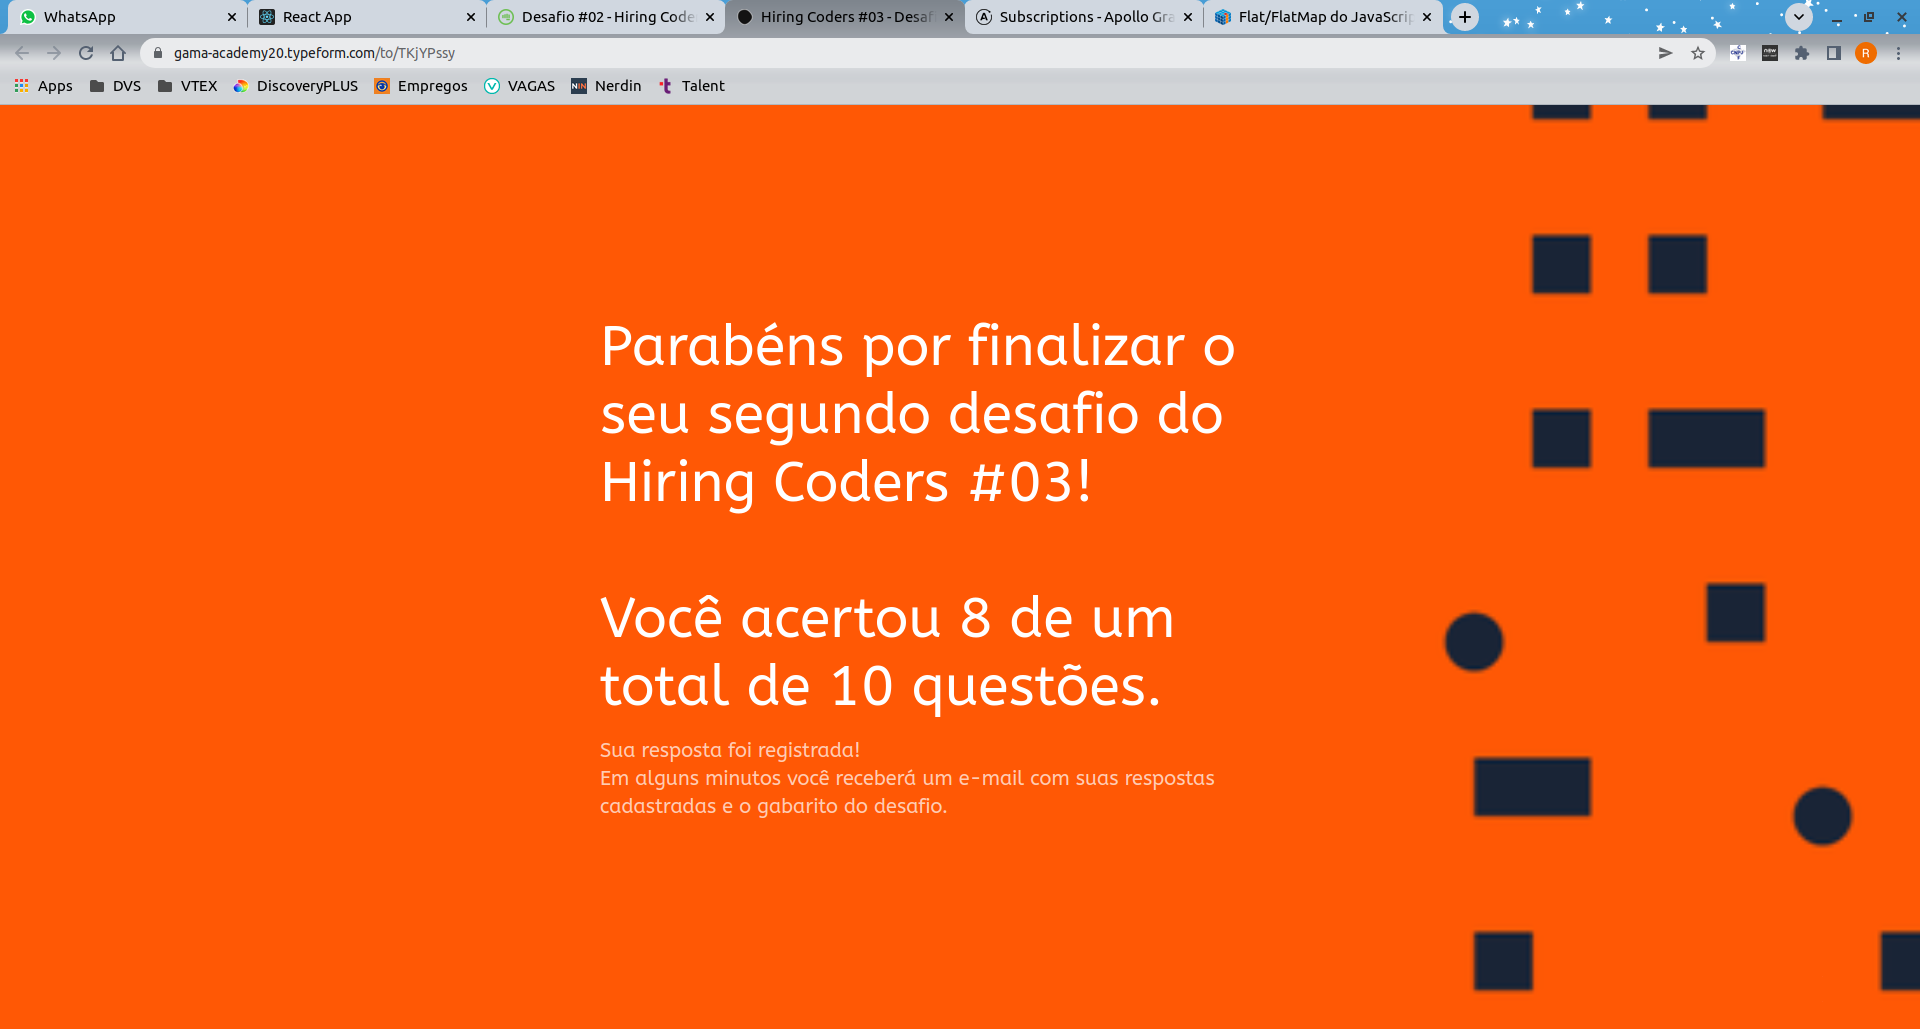 WhatsApp
React App
Desafio #02 - Hiring Code
Hiring Coders #03 - Desaf
Subscriptions - Apollo Gra
Flat/FlatMap do JavaScrip
gama-academy20.typeform.com/to/TKjYPssy
R
Apps
DVS
VTEX
DiscoveryPLUS
Empregos
VAGAS
Nerdin
Talent
Parabéns por finalizar o
seu segundo desafio do
Hiring Coders #03!
Você acertou 8 de um
total de 10 questões.
Sua resposta foi registrada!
Em alguns minutos você receberá um e-mail com suas respostas
cadastradas e o gabarito do desafio.